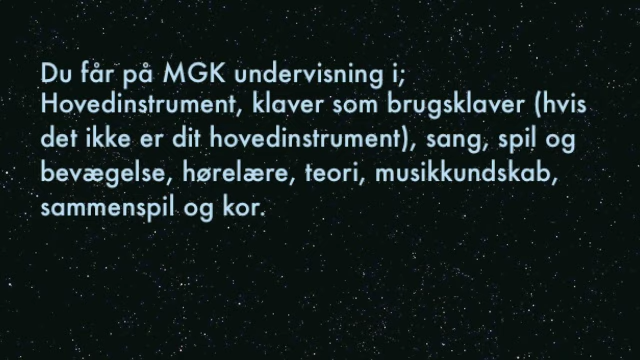 Du får på MGK undervisning i;
Hovedinstrument, klaver som brugsklaver (hvis
det ikke er dit hovedinstrument), sang, spil og
bevægelse, hørelære, teori, musikkundskab,
sammenspil og kor.